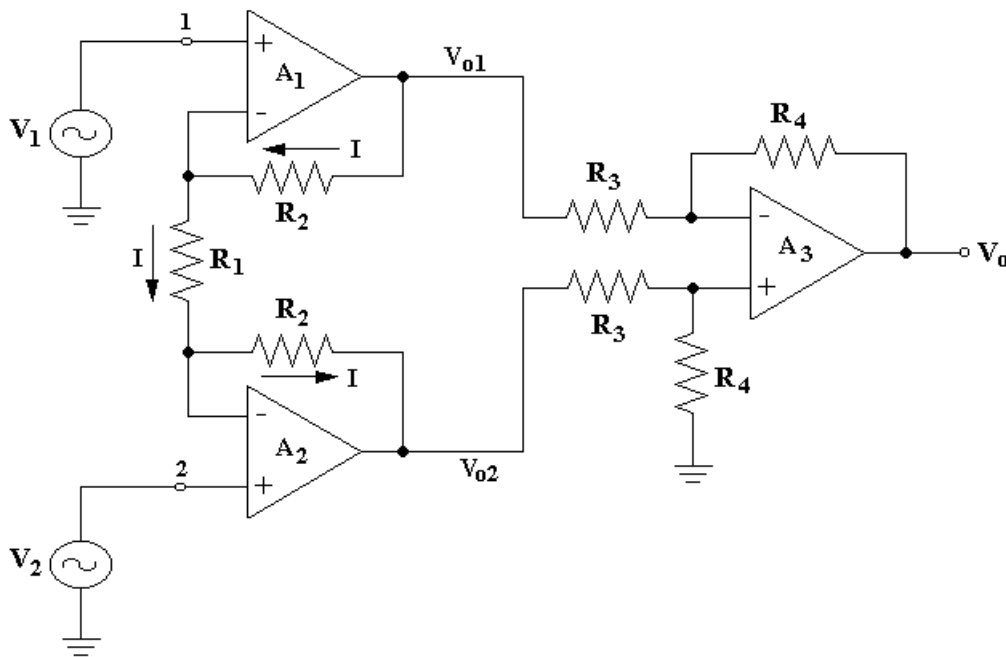 1
+
A1
-
Vo1
V1
I
R2
R4
R3
-
A3
+
Vo
I
R1
R2
I
R3
R4
-
A2
+
Vo2
2
V2